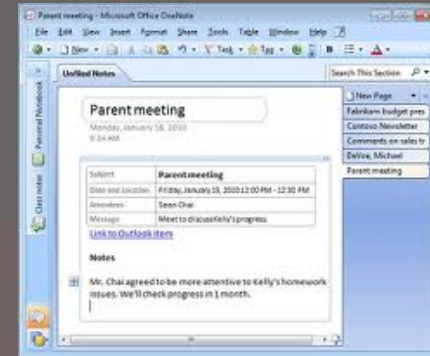 Parent meeting - Microsoft Office OneNote
File Edit View Insert Format Share Tools Table Window Help
New Task Tag
Unfiled Notes
Search This Section
New Page
Fabrikam budget pres
Contoso Newsletter
Comments on sales tr
DeVoe, Michael
Parent meeting
Personal Notebook
Class notes
Parent meeting
Monday, January 18, 2010
9:34 AM
Subject Parent meeting
Date and Location Friday, January 15, 2010 12:00 PM - 12:30 PM
Attendees Sean Chai
Message Meet to discuss Kelly's progress.
Link to Outlook item
Notes
Mr. Chai agreed to be more attentive to Kelly's homework
issues. We'll check progress in 1 month.